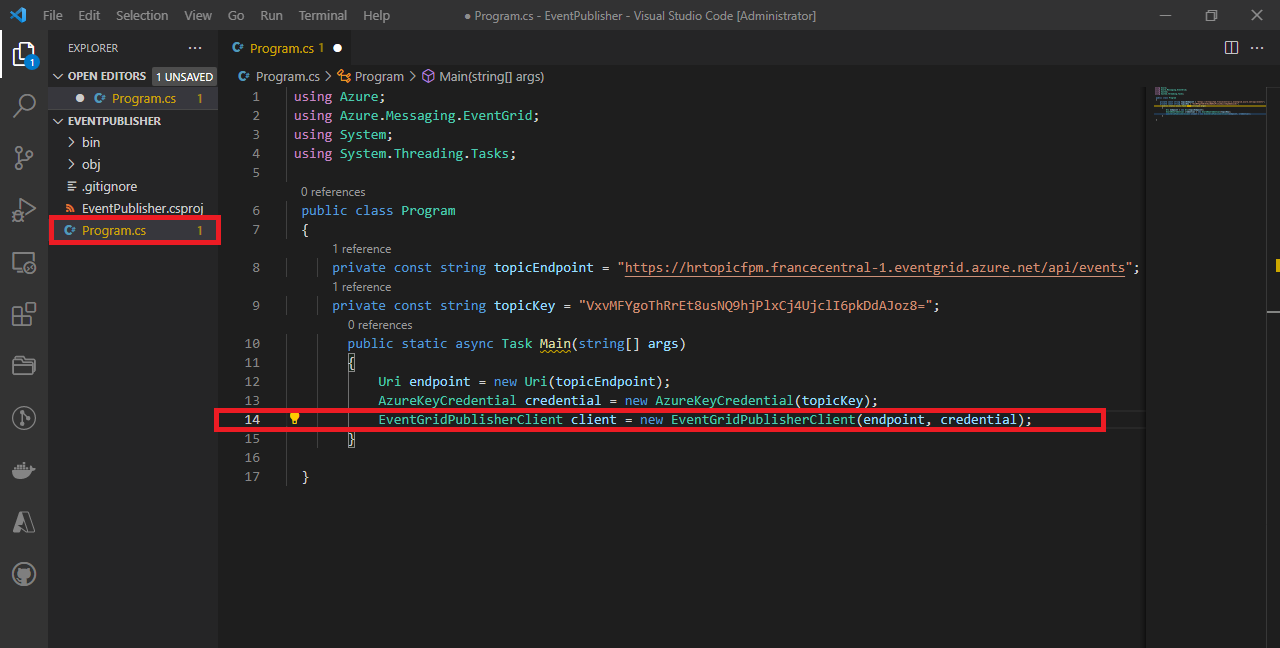 File Edit Selection View Go Run Terminal Help ● Program.cs - EventPublisher - Visual Studio Code [Administrator]
EXPLORER ···
OPEN EDITORS 1 UNSAVED
Program.cs 1
EVENTPUBLISHER
bin
obj
.gitignore
EventPublisher.csproj
Program.cs 1
1
Program.cs 1
Program.cs > Program > Main(string[] args)
1 using Azure;
2 using Azure.Messaging.EventGrid;
3 using System;
4 using System.Threading.Tasks;
5
0 references
6 public class Program
7 {
1 reference
8 private const string topicEndpoint = "https://hrtopicfpm.francecentral-1.eventgrid.azure.net/api/events";
1 reference
9 private const string topicKey = "VxvMFYgoThRrEt8usNQ9hjPlxCj4UjclI6pkDdAJoz8=";
0 references
10 public static async Task Main(string[] args)
11 {
12 Uri endpoint = new Uri(topicEndpoint);
13 AzureKeyCredential credential = new AzureKeyCredential(topicKey);
14 EventGridPublisherClient client = new EventGridPublisherClient(endpoint, credential);
15 }
16
17 }